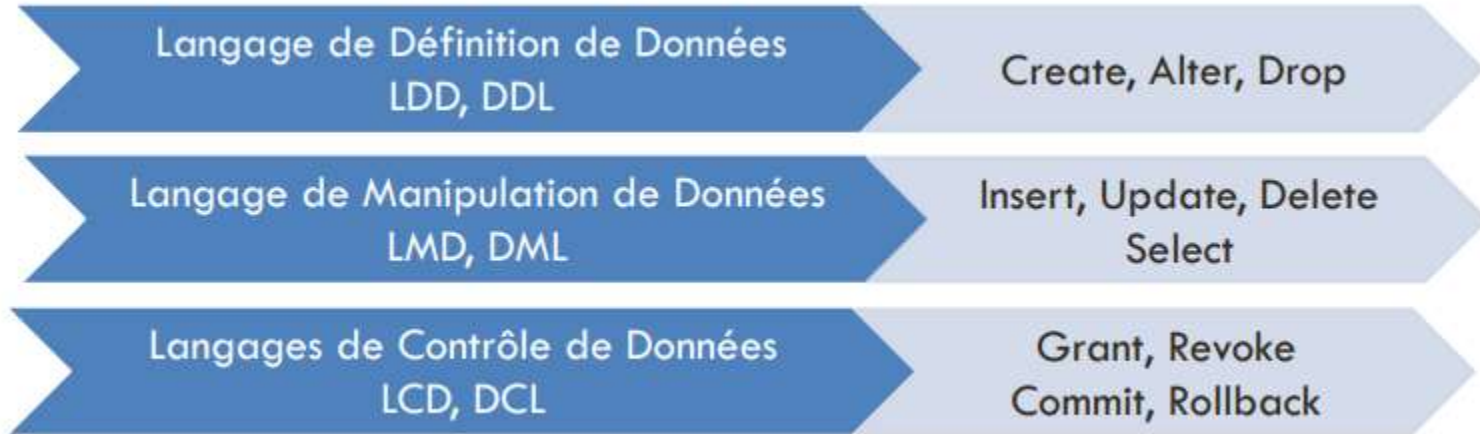 Langage de Définition de Données
LDD, DDL
Create, Alter, Drop
Langage de Manipulation de Données
LMD, DML
Insert, Update, Delete
Select
Langages de Contrôle de Données
LCD, DCL
Grant, Revoke
Commit, Rollback